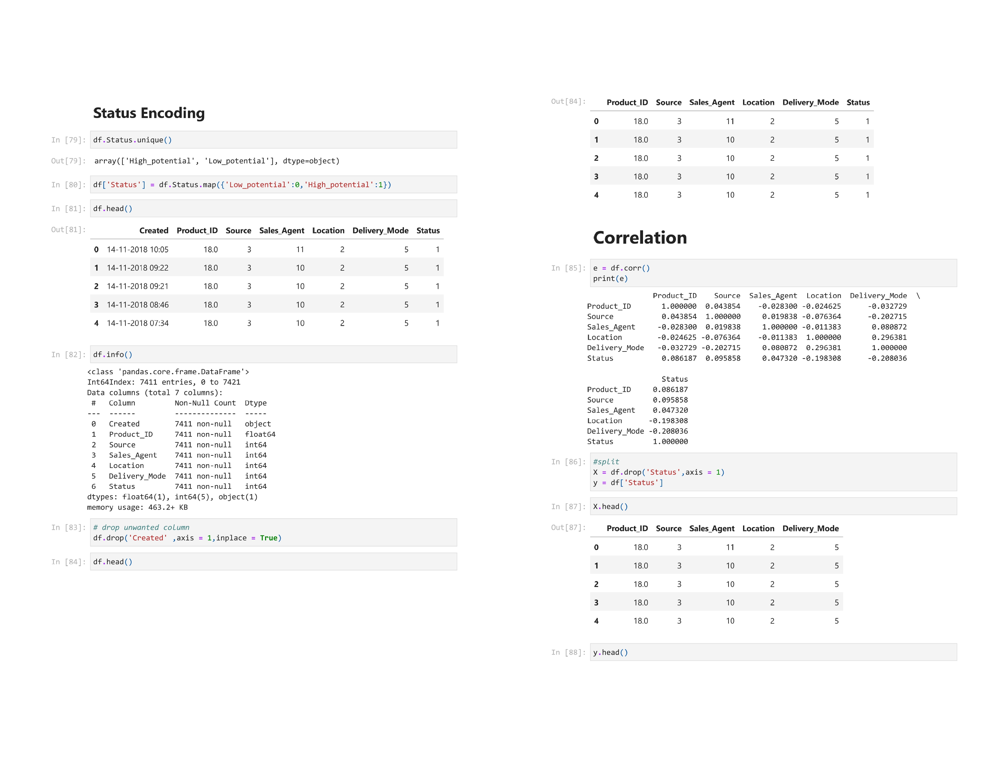 Status Encoding
In [79]: df.Status.unique()
Out[79]: array(['High_potential', 'Low_potential'], dtype=object)
In [80]: df['Status'] = df.Status.map({'Low_potential':0,'High_potential':1})
In [81]: df.head()
Out[81]: Created Product_ID Source Sales_Agent Location Delivery_Mode Status
0 14-11-2018 10:05 18.0 3 11 2 5 1
1 14-11-2018 09:22 18.0 3 10 2 5 1
2 14-11-2018 09:21 18.0 3 10 2 5 1
3 14-11-2018 08:46 18.0 3 10 2 5 1
4 14-11-2018 07:34 18.0 3 10 2 5 1
In [82]: df.info()
<class 'pandas.core.frame.DataFrame'>
Int64Index: 7411 entries, 0 to 7421
Data columns (total 7 columns):
# Column Non-Null Count Dtype
--- ------ -------------- -----
0 Created 7411 non-null object
1 Product_ID 7411 non-null float64
2 Source 7411 non-null int64
3 Sales_Agent 7411 non-null int64
4 Location 7411 non-null int64
5 Delivery_Mode 7411 non-null int64
6 Status 7411 non-null int64
dtypes: float64(1), int64(5), object(1)
memory usage: 463.2+ KB
In [83]: # drop unwanted column
df.drop('Created' ,axis = 1,inplace = True)
In [84]: df.head()
Out[84]: Product_ID Source Sales_Agent Location Delivery_Mode Status
0 18.0 3 11 2 5 1
1 18.0 3 10 2 5 1
2 18.0 3 10 2 5 1
3 18.0 3 10 2 5 1
4 18.0 3 10 2 5 1
Correlation
In [85]: e = df.corr()
print(e)
Product_ID Source Sales_Agent Location Delivery_Mode \
Product_ID 1.000000 0.043854 -0.028300 -0.024625 -0.032729
Source 0.043854 1.000000 0.019838 -0.076364 -0.202715
Sales_Agent -0.028300 0.019838 1.000000 -0.011383 0.080872
Location -0.024625 -0.076364 -0.011383 1.000000 0.296381
Delivery_Mode -0.032729 -0.202715 0.080872 0.296381 1.000000
Status 0.086187 0.095858 0.047320 -0.198308 -0.208036
Status
Product_ID 0.086187
Source 0.095858
Sales_Agent 0.047320
Location -0.198308
Delivery_Mode -0.208036
Status 1.000000
In [86]: #split
X = df.drop('Status',axis = 1)
y = df['Status']
In [87]: X.head()
Out[87]: Product_ID Source Sales_Agent Location Delivery_Mode
0 18.0 3 11 2 5
1 18.0 3 10 2 5
2 18.0 3 10 2 5
3 18.0 3 10 2 5
4 18.0 3 10 2 5
In [88]: y.head()